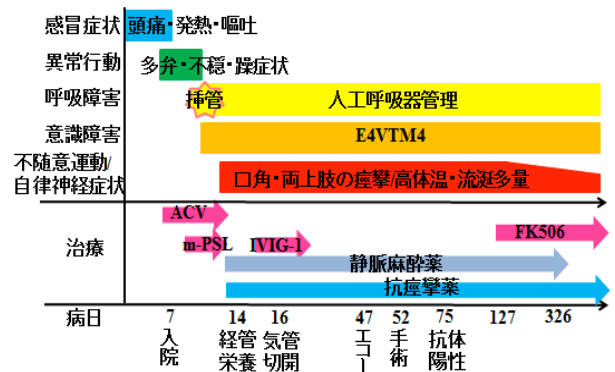 感冒症状 頭痛・発熱・嘔吐
異常行動 多弁・不穏・躁症状
呼吸障害 挿管 人工呼吸器管理
意識障害 E4VTM4
不随意運動/
自律神経症状 口角・両上肢の痙攣/高体温・流涎多量
ACV
FK506
m-PSL IVIG-1
治療 静脈麻酔薬
抗痙攣薬
病日 7 14 16 47 52 75 127 326
入院 経管栄養 気管切開 エコー 手術 抗体陽性